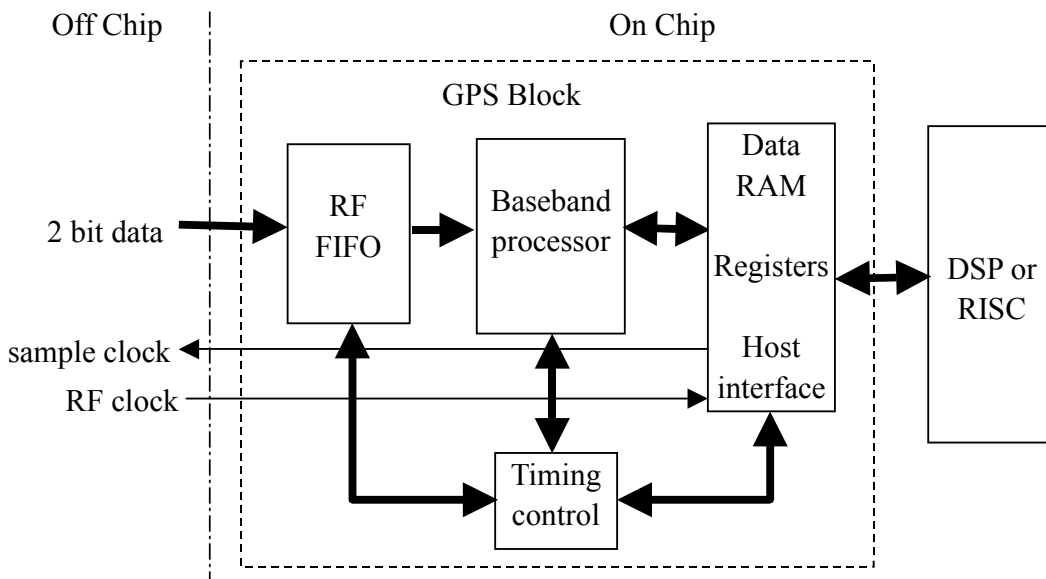 Off Chip
On Chip
GPS Block
2 bit data
RF
FIFO
Baseband
processor
Data
RAM
Registers
Host
interface
DSP or
RISC
sample clock
RF clock
Timing
control